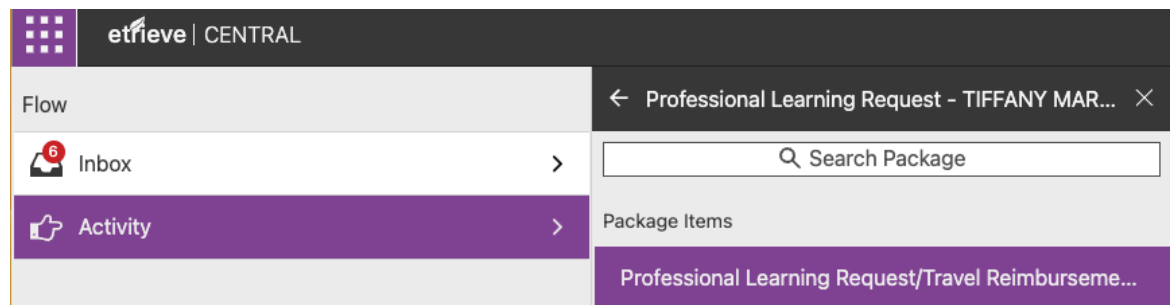 etrieve | CENTRAL
Flow
6
Inbox
Activity
Professional Learning Request - TIFFANY MAR...
Search Package
Package Items
Professional Learning Request/Travel Reimburseme...